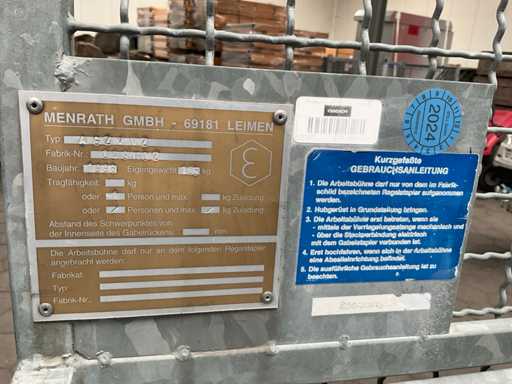 MENRATH GMBH - 69181 LEIMEN
Typ
Fabrik-Nr.
Baujahr Eigengewicht kg
Tragfähigkeit: kg
oder Person und max. kg Zuladung
oder Personen und max. kg Zuladung
Abstand des Schwerpunktes von
der Innenseite des Gabelrückens mm
Die Arbeitsbühne darf nur an dem folgenden Regalstapler
angebracht werden:
Fabrikat:
Typ:
Fabrik-Nr.:
2024
Kurzgefaßte
GEBRAUCHSANLEITUNG
1. Die Arbeitsbühne darf nur von dem im Fabrik-
schild bezeichneten Regalstapler aufgenommen
werden.
2. Hubgerüst in Grundstellung bringen.
3. Die Arbeitsbühne erst betreten, wenn sie
- mittels der Verriegelungsstange mechanisch und
- über die Steckverbindung elektrisch
mit dem Gabelstapler verbunden ist.
4. Erst hochfahren, wenn sich in der Arbeitsbühne
eine Abseileinrichtung befindet.
5. Die ausführliche Gebrauchsanleitung ist zu
beachten.